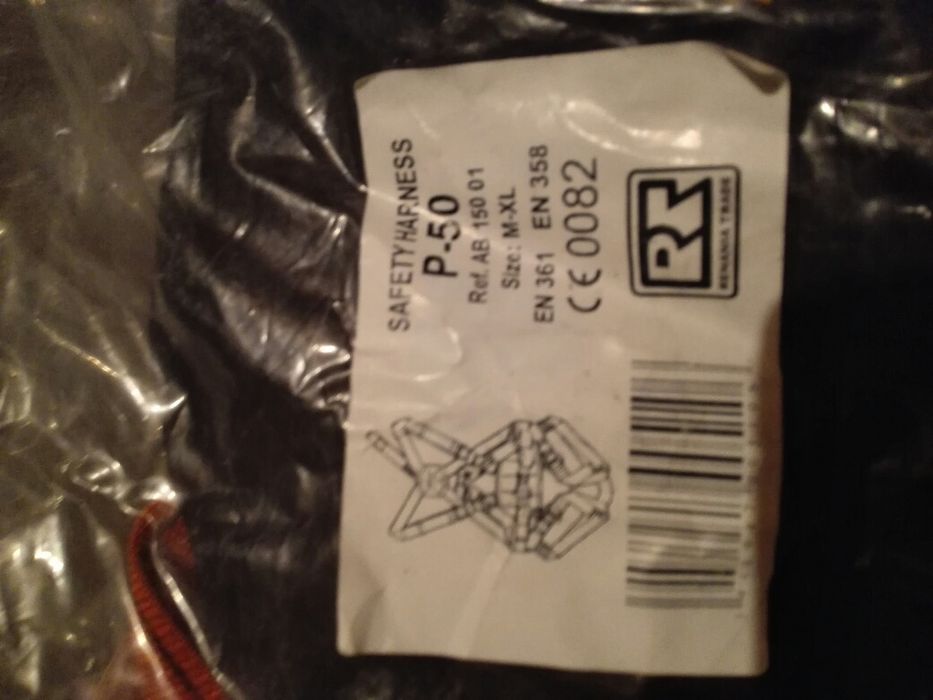 SAFETY HARNESS
P-50
Ref. AB 150 01
Size.: M-XL
EN 361 EN 358
CE 0082
RENANIA TRADE